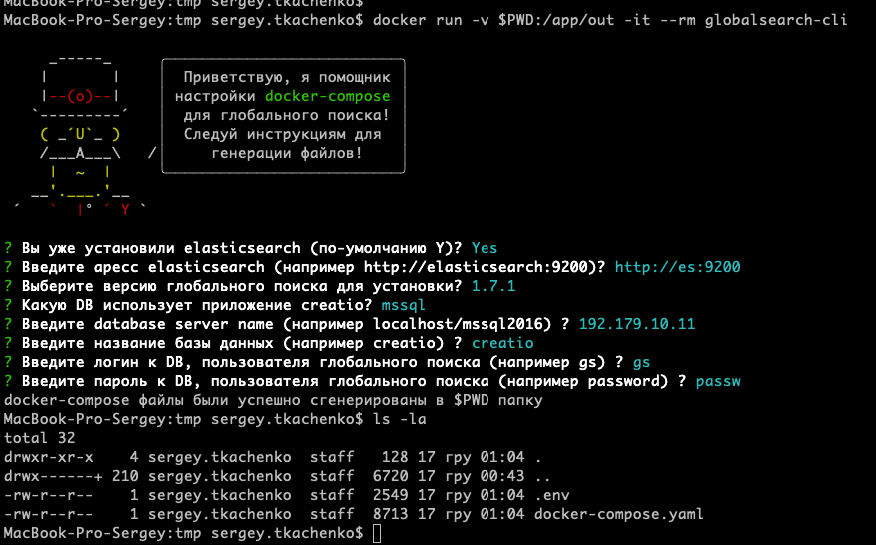 MacBook-Pro-Sergey:tmp sergey.tkachenko$
MacBook-Pro-Sergey:tmp sergey.tkachenko$ docker run -v $PWD:/app/out -it --rm globalsearch-cli
Приветствую, я помощник
настройки docker-compose
для глобального поиска!
Следуй инструкциям для
генерации файлов!
? Вы уже установили elasticsearch (по-умолчанию Y)? Yes
? Введите аресс elasticsearch (например http://elasticsearch:9200)? http://es:9200
? Выберите версию глобального поиска для установки? 1.7.1
? Какую DB использует приложение creatio? mssql
? Введите database server name (например localhost/mssql2016) ? 192.179.10.11
? Введите название базы данных (например creatio) ? creatio
? Введите логин к DB, пользователя глобального поиска (например gs) ? gs
? Введите пароль к DB, пользователя глобального поиска (например password) ? passw
docker-compose файлы были успешно сгенерированы в $PWD папку
MacBook-Pro-Sergey:tmp sergey.tkachenko$ ls -la
total 32
drwxr-xr-x 4 sergey.tkachenko staff 128 17 гру 01:04 .
drwx------+ 210 sergey.tkachenko staff 6720 17 гру 00:43 ..
-rw-r--r-- 1 sergey.tkachenko staff 2549 17 гру 01:04 .env
-rw-r--r-- 1 sergey.tkachenko staff 8713 17 гру 01:04 docker-compose.yaml
MacBook-Pro-Sergey:tmp sergey.tkachenko$